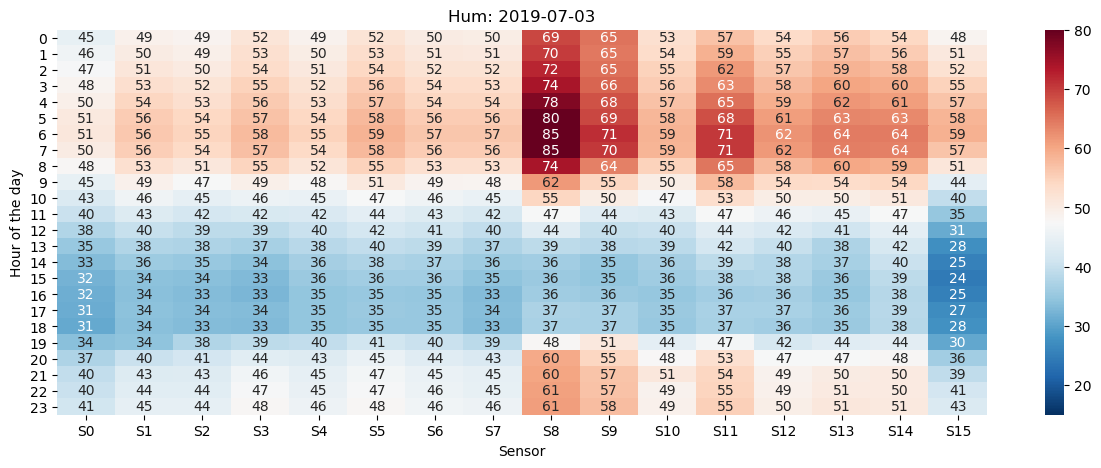 Hum: 2019-07-03
Hour of the day
0 45 49 49 52 49 52 50 50 69 65 53 57 54 56 54 48
1 46 50 49 53 50 53 51 51 70 65 54 59 55 57 56 51
2 47 51 50 54 51 54 52 52 72 65 55 62 57 59 58 52
3 48 53 52 55 52 56 54 53 74 66 56 63 58 60 60 55
4 50 54 53 56 53 57 54 54 78 68 57 65 59 62 61 57
5 51 56 54 57 54 58 56 56 80 69 58 68 61 63 63 58
6 51 56 55 58 55 59 57 57 85 71 59 71 62 64 64 59
7 50 56 54 57 54 58 56 56 85 70 59 71 62 64 64 57
8 48 53 51 55 52 55 53 53 74 64 55 65 58 60 59 51
9 45 49 47 49 48 51 49 48 62 55 50 58 54 54 54 44
10 43 46 45 46 45 47 46 45 55 50 47 53 50 50 51 40
11 40 43 42 42 42 44 43 42 47 44 43 47 46 45 47 35
12 38 40 39 39 40 42 41 40 44 40 40 44 42 41 44 31
13 35 38 38 37 38 40 39 37 39 38 39 42 40 38 42 28
14 33 36 35 34 36 38 37 36 36 35 36 39 38 37 40 25
15 32 34 34 33 36 36 36 35 36 35 36 38 38 36 39 24
16 32 34 33 33 35 35 35 33 36 36 35 36 36 35 38 25
17 31 34 34 34 35 35 35 34 37 37 35 37 37 36 39 27
18 31 34 33 33 35 35 35 34 37 37 35 37 36 35 38 28
19 34 34 38 39 40 41 40 39 48 51 44 47 42 44 44 30
20 37 40 41 44 43 45 44 43 60 55 48 53 47 47 48 36
21 40 43 43 46 45 47 45 45 60 57 51 54 49 50 50 39
22 40 44 44 47 45 47 46 45 61 57 49 55 49 51 50 41
23 41 45 44 48 46 48 46 46 61 58 49 55 50 51 51 43
S0 S1 S2 S3 S4 S5 S6 S7 S8 S9 S10 S11 S12 S13 S14 S15
Sensor
80
70
60
50
40
30
20